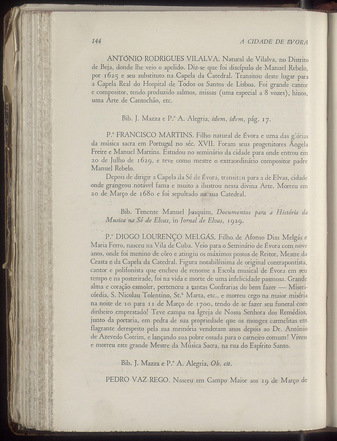 144 A CIDADE DE EVORA
ANTÓNIO RODRIGUES VILALVA. Natural de Vilalva, no Distrito
de Beja, donde lhe veio o apelido. Diz-se que foi discípulo de Manuel Rebelo,
por 1625 e seu substituto na Capela da Catedral. Transitou deste lugar para
a Capela Real do Hospital de Todos os Santos de Lisboa. Foi grande cantor
e compositor, tendo produzido salmos, missas (uma especial a 8 vozes), hinos,
uma Arte de Cantochão, etc.
Bib. J. Mazza e P.e A. Alegria, idem, idem, pág. 17.
P.e FRANCISCO MARTINS. Filho natural de Évora e uma das glórias
da música sacra em Portugal no séc. XVII. Foram seus progenitores Ângela
Freire e Manuel Martins. Estudou no seminário da cidade para onde entrou em
20 de Julho de 1629, e teve como mestre o extraordinário compositor padre
Manuel Rebelo.
Depois de dirigir a Capela da Sé de Évora, transitou para a de Elvas, cidade
onde grangeou notável fama e muito a ilustrou nessa divina Arte. Morreu em
20 de Março de 1680 e foi sepultado na sua Catedral.
Bib. Tenente Manuel Joaquim, Documentos para a História da
Musica na Sé de Elvas, in Jornal de Elvas, 1929.
P.e DIOGO LOURENÇO MELGÁS. Filho de Afonso Dias Melgás e
Maria Ferro, nasceu na Vila de Cuba. Veio para o Seminário de Évora com nove
anos, onde foi menino de côro e atingiu os máximos postos de Reitor, Mestre da
Crasta e da Capela da Catedral. Figura notabilíssima de original contrapontista,
cantor e polifonista que encheu de renome a Escola musical de Évora em seu
tempo e na posteridade, foi na vida e morte de uma infelicidade pasmosa. Grande
alma e coração esmoler, pertenceu a tantas Confrarias do bem fazer — Miseri-
córdia, S. Nicolau Tolentino, St.ª Marta, etc., e morreu cego na maior miséria
na noite de 10 para 11 de Março de 1700, tendo de se fazer seu funeral com
dinheiro emprestado! Teve campa na Igreja de Nossa Senhora dos Remédios,
junto da portaria, em pedra de sua propriedade que os monges carmelitas em
flagrante desrespeito pela sua memória venderam anos depois ao Dr. António
de Azevedo Coterim, e lançando sua pobre ossada para o carneiro comum! Viveu
e morreu este grande Mestre da Música Sacra, na rua do Espírito Santo.
Bib. J. Mazza e P.e A. Alegria, Ob. cit.
PEDRO VAZ REGO. Nasceu em Campo Maior aos 19 de Março de